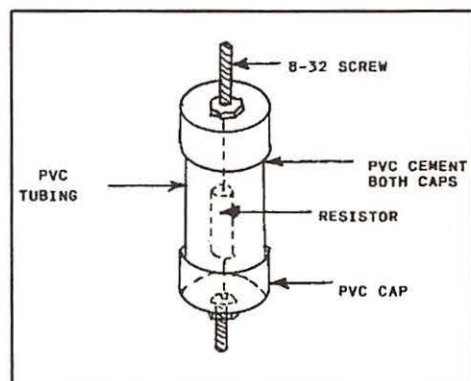 8-32 SCREW
PVC
TUBING
PVC CEMENT
BOTH CAPS
RESISTOR
PVC CAP